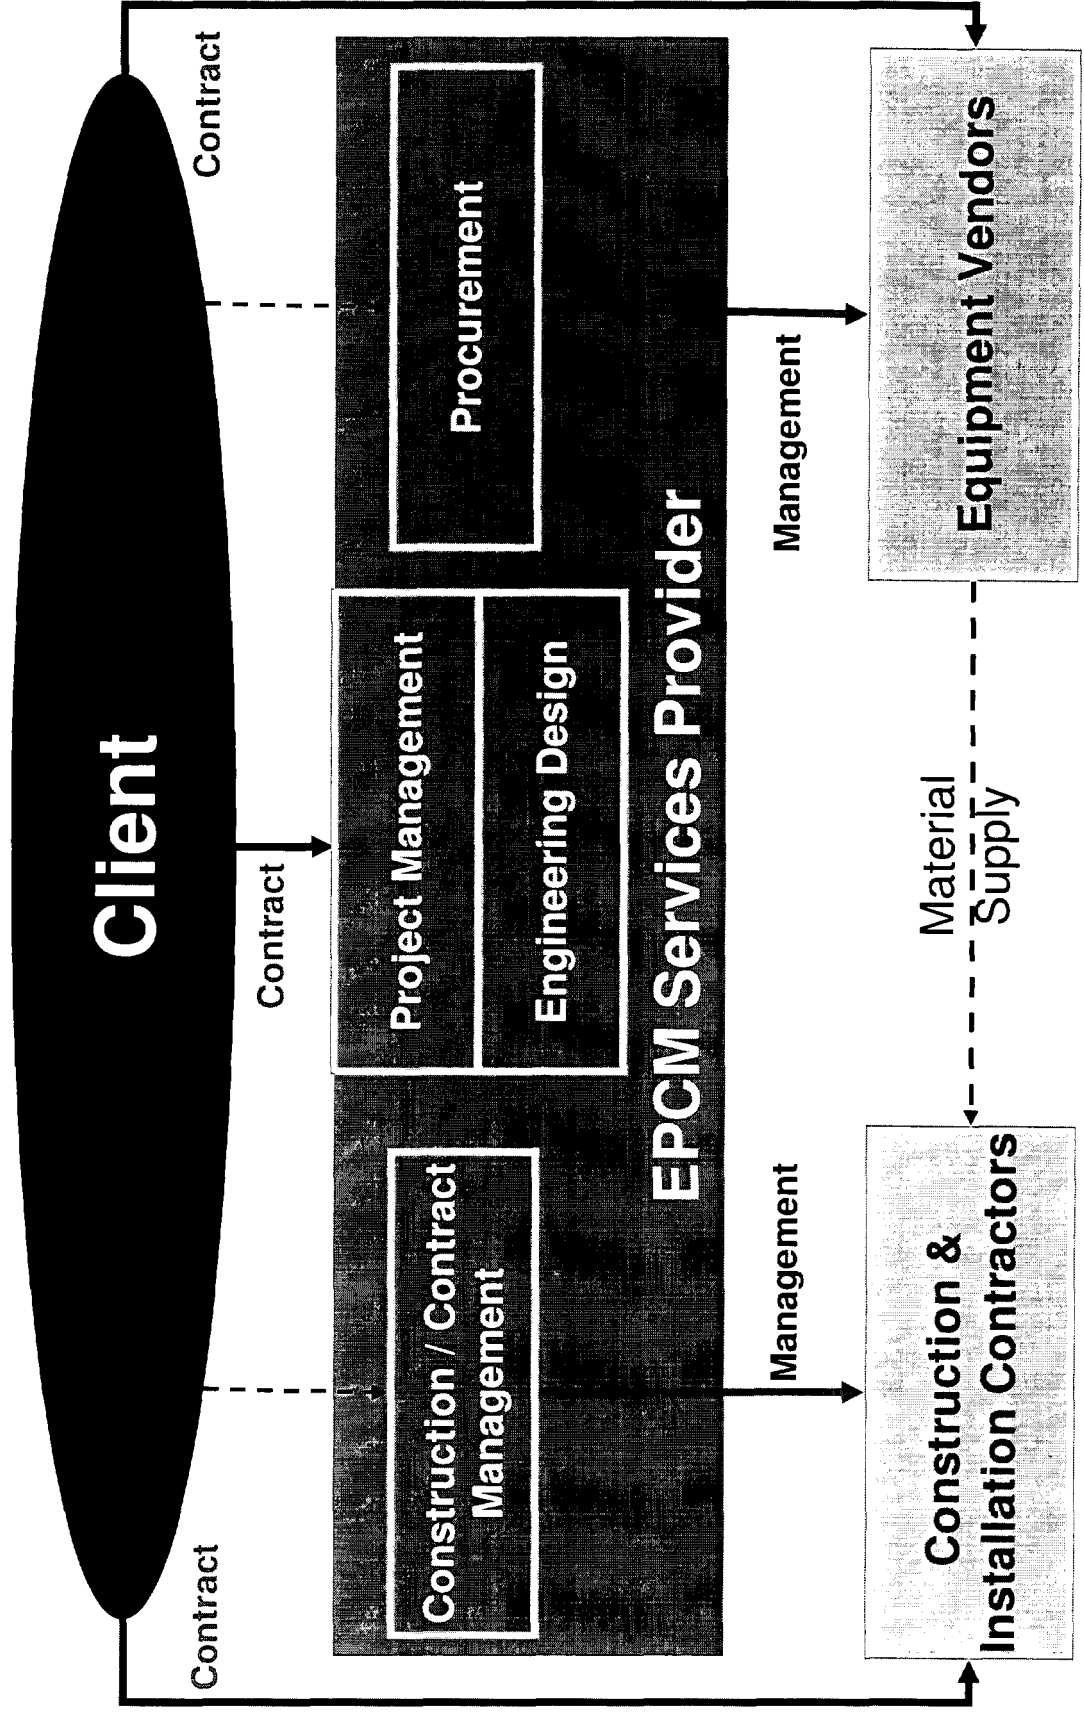 Client
Contract
Contract
Contract
Construction / Contract
Management
Project Management
Engineering Design
Procurement
EPCM Services Provider
Management
Management
Construction &
Installation Contractors
Material
Supply
Equipment Vendors